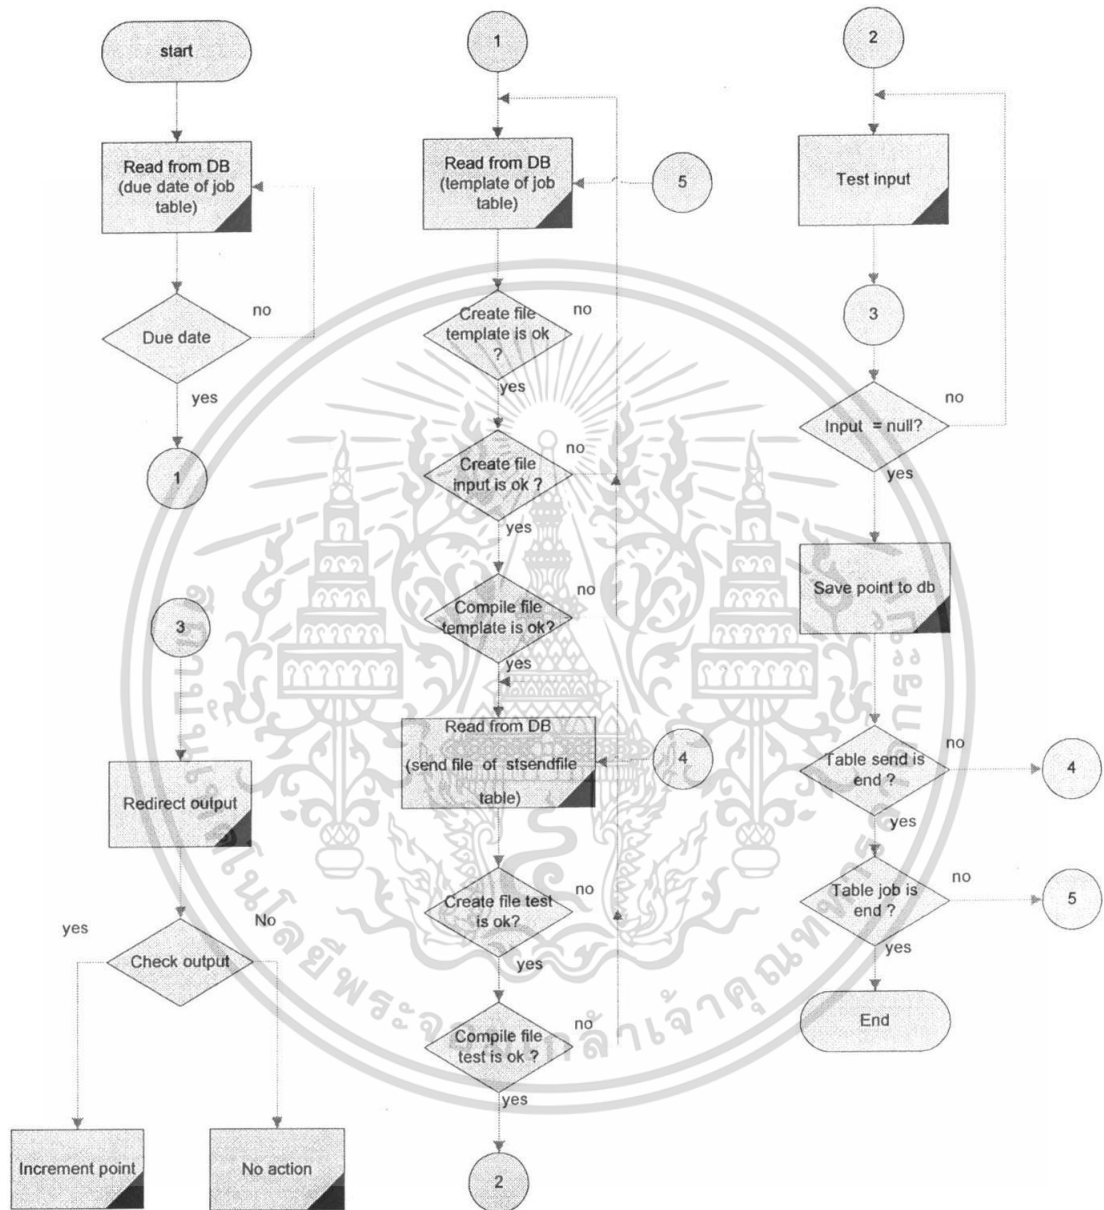 start
Read from DB
(due date of job
table)
Due date
no
yes
1
3
Redirect output
Check output
yes
No
Increment point
No action
1
Read from DB
(template of job
table)
5
Create file
template is ok
?
no
yes
Create file
input is ok ?
no
yes
Compile file
template is ok?
no
yes
Read from DB
(send file of stsendfile
table)
4
Create file test
is ok?
no
yes
Compile file
test is ok ?
no
yes
2
2
Test input
3
Input = null?
no
yes
Save point to db
Table send is
end ?
no
4
yes
Table job is
end ?
no
5
yes
End